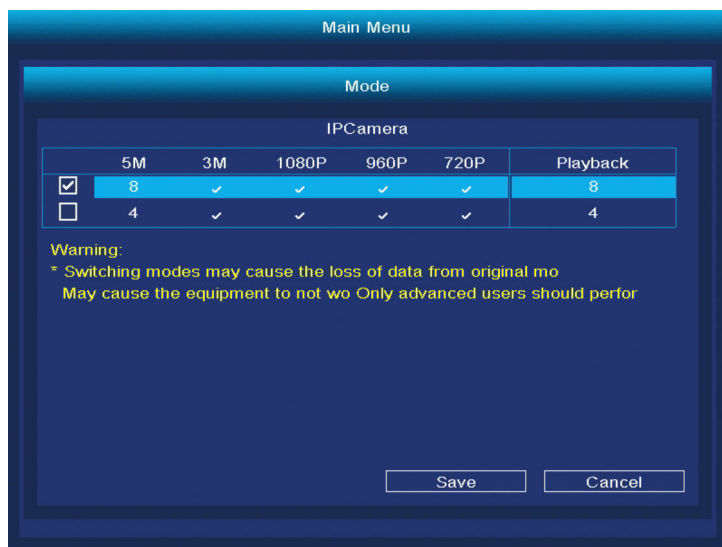 Main Menu
Mode
IPCamera
5M 3M 1080P 960P 720P Playback
8 ✓ ✓ ✓ ✓ 8
4 ✓ ✓ ✓ ✓ 4
Warning:
* Switching modes may cause the loss of data from original mo
May cause the equipment to not wo Only advanced users should perfor
Save Cancel